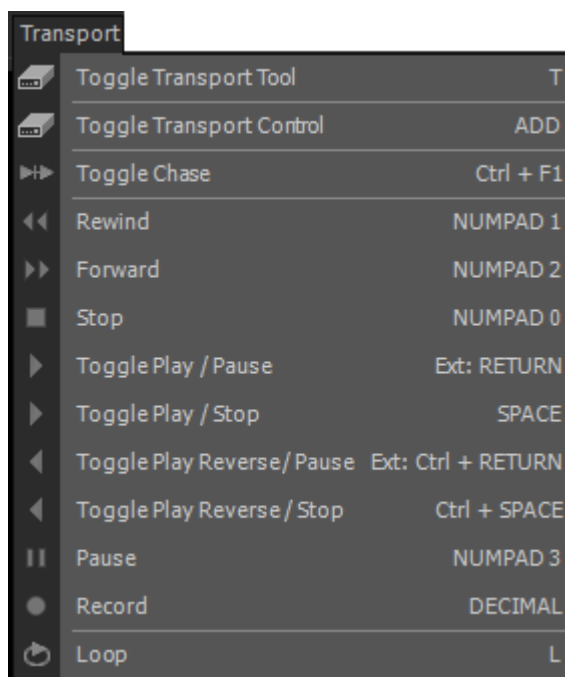 Transport
Toggle Transport Tool T
Toggle Transport Control ADD
Toggle Chase Ctrl + F1
Rewind NUMPAD 1
Forward NUMPAD 2
Stop NUMPAD 0
Toggle Play / Pause Ext: RETURN
Toggle Play / Stop SPACE
Toggle Play Reverse / Pause Ext: Ctrl + RETURN
Toggle Play Reverse / Stop Ctrl + SPACE
Pause NUMPAD 3
Record DECIMAL
Loop L